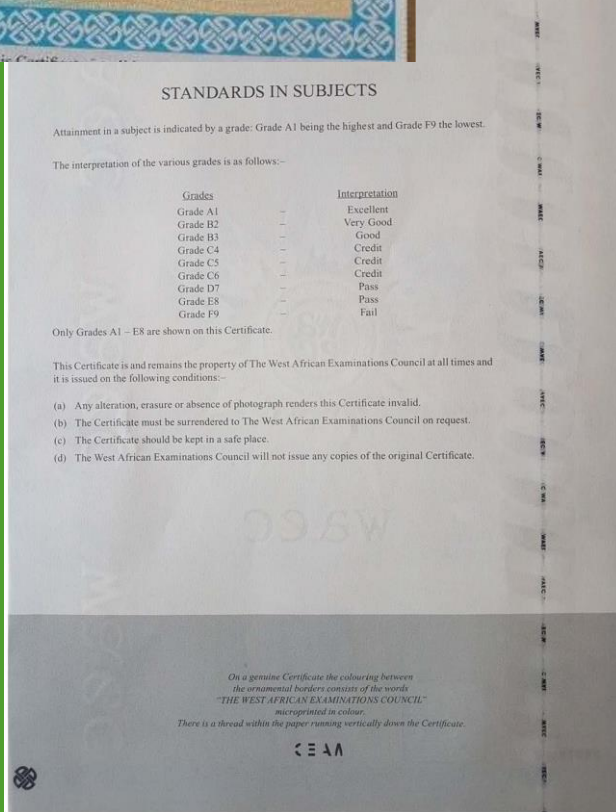 STANDARDS IN SUBJECTS
Attainment in a subject is indicated by a grade: Grade A1 being the highest and Grade F9 the lowest.
The interpretation of the various grades is as follows:–
Grades Interpretation
Grade A1 – Excellent
Grade B2 – Very Good
Grade B3 – Good
Grade C4 – Credit
Grade C5 – Credit
Grade C6 – Credit
Grade D7 – Pass
Grade E8 – Pass
Grade F9 – Fail
Only Grades A1 – E8 are shown on this Certificate.
This Certificate is and remains the property of The West African Examinations Council at all times and
it is issued on the following conditions:–
(a) Any alteration, erasure or absence of photograph renders this Certificate invalid.
(b) The Certificate must be surrendered to The West African Examinations Council on request.
(c) The Certificate should be kept in a safe place.
(d) The West African Examinations Council will not issue any copies of the original Certificate.
waec
On a genuine Certificate the colouring between
the ornamental borders consists of the words
"THE WEST AFRICAN EXAMINATIONS COUNCIL"
microprinted in colour.
There is a thread within the paper running vertically down the Certificate.